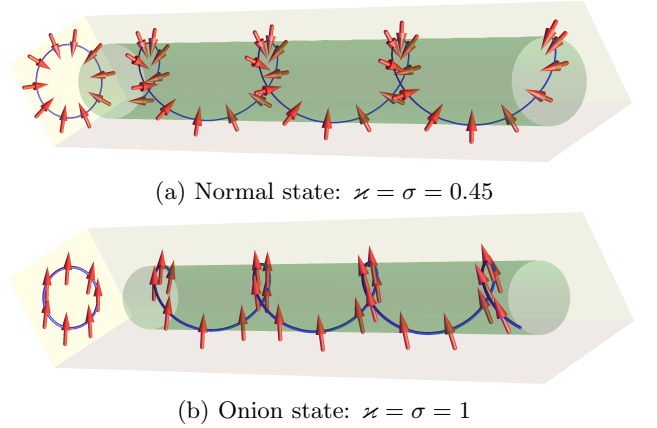 (a) Normal state: ϰ = σ = 0.45
(b) Onion state: ϰ = σ = 1